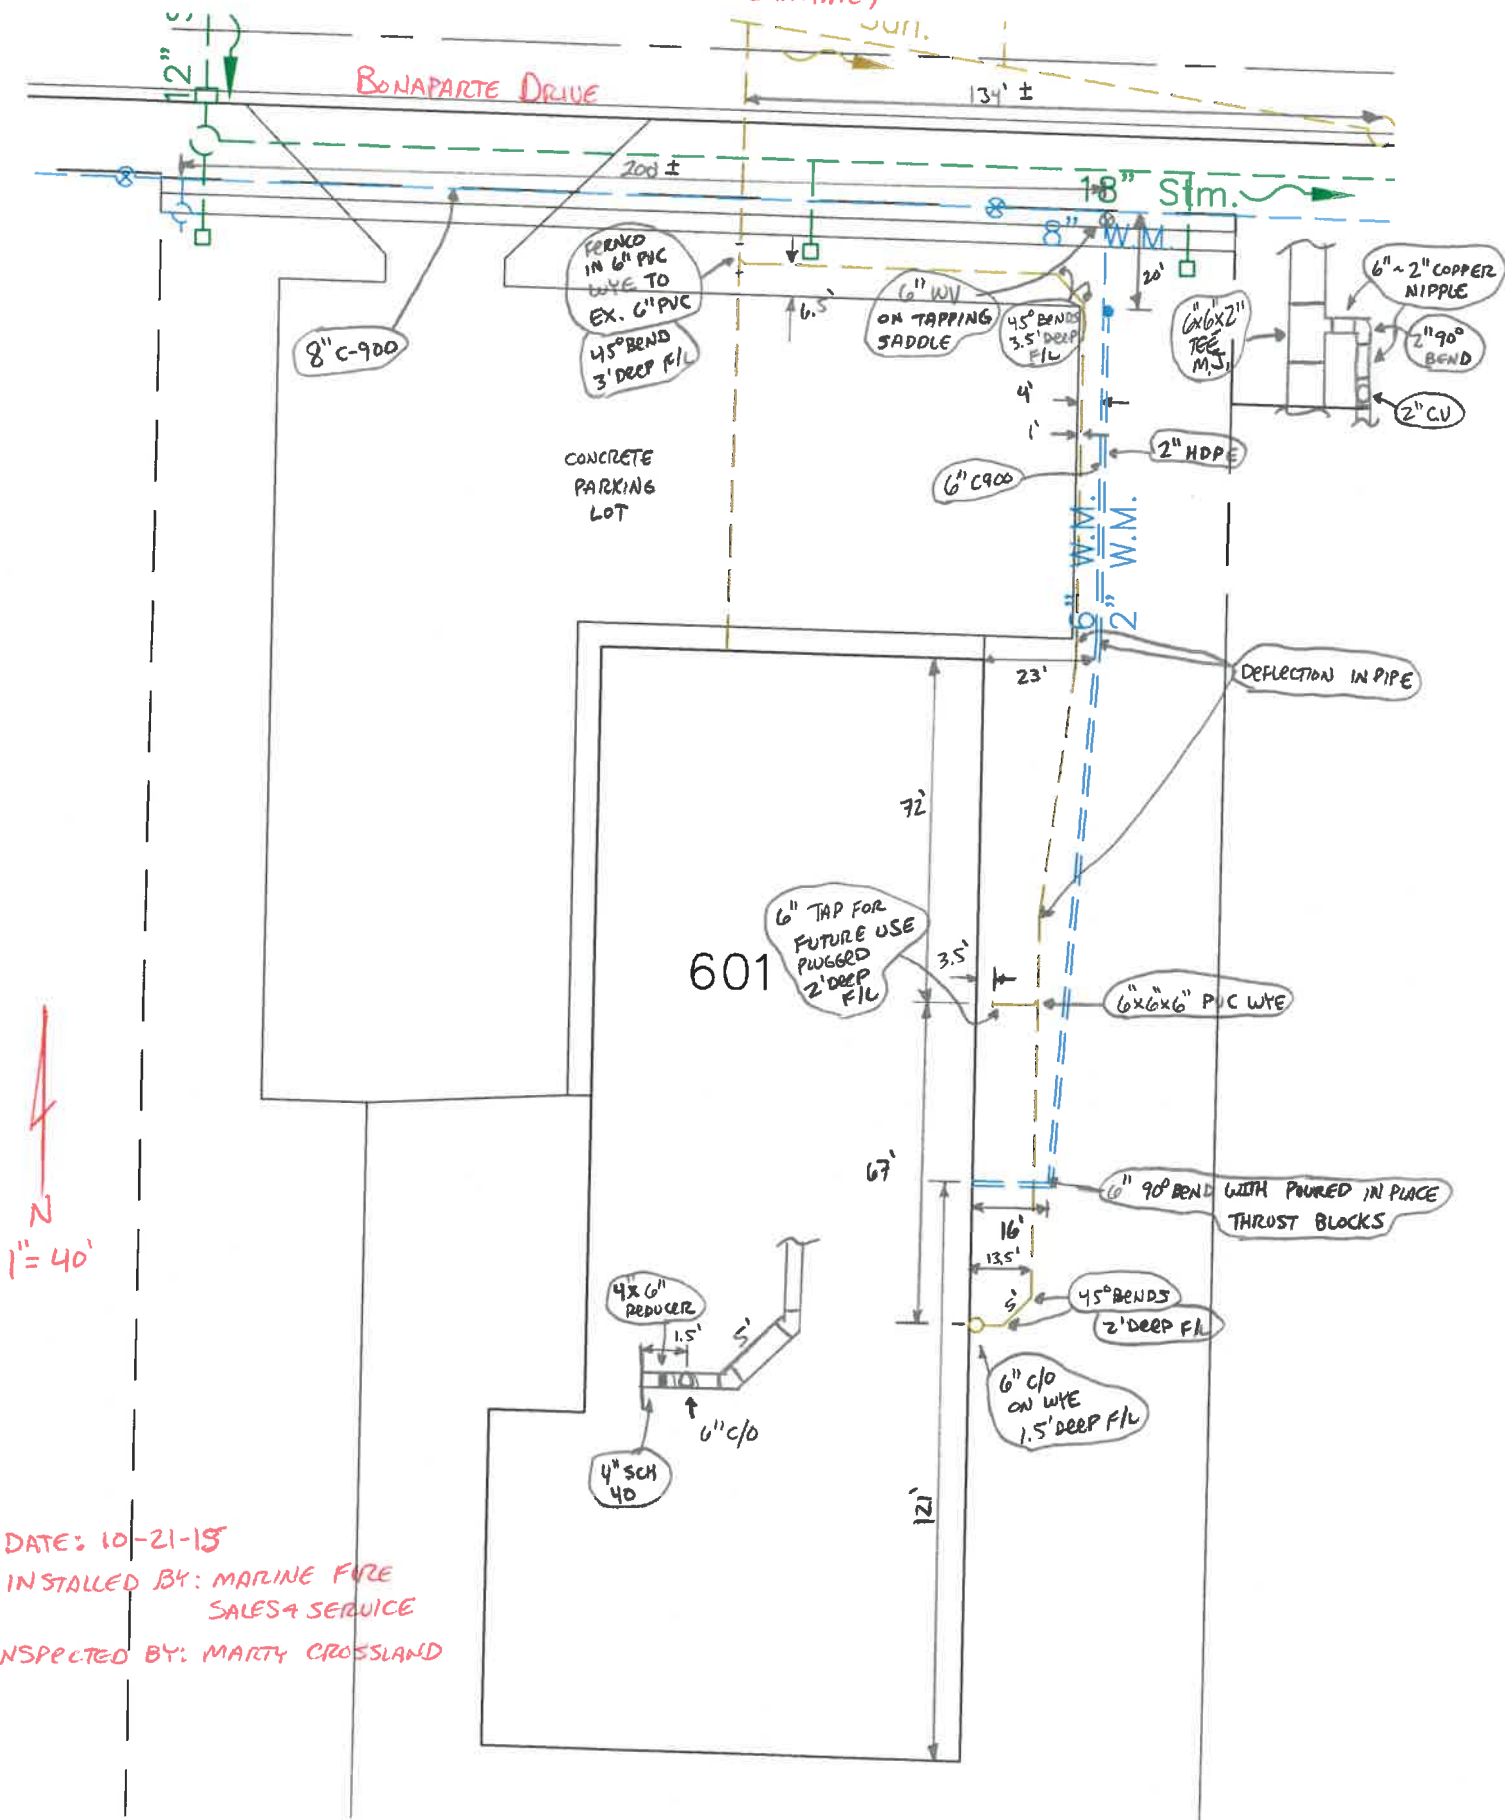 San.
12"
BONAPARTE DRIVE
134' ±
200 ±
18" Stm.
8" W.M.
20'
FERNCO
IN 6" PVC
WYE TO
EX. 6" PVC
45° BEND
3' DEEP F/L
6.5'
6" WV
ON TAPPING
SADDLE
45° BENDS
3.5' DEEP
F/L
6x6x2"
TEE
M.J.
6"~2" COPPER
NIPPLE
2" 90°
BEND
2" CV
8" C-900
4'
1'
2" HDPE
6" C900
CONCRETE
PARKING
LOT
6" W.M.
2" W.M.
23'
DEFLECTION IN PIPE
72'
6" TAP FOR
FUTURE USE
PLUGGED
2' DEEP
F/L
3.5'
601
6x6x6" PVC WYE
67'
6" 90° BEND WITH POURED IN PLACE
THRUST BLOCKS
16'
13.5'
N
1"= 40'
4x6"
REDUCER
1.5'
5'
5'
45° BENDS
2' DEEP F/L
6" C/O
ON WYE
1.5' DEEP F/L
6" C/O
4" SCH
40
121'
DATE: 10-21-15
INSTALLED BY: MARINE FIRE
SALES & SERVICE
NSPECTED BY: MARTY CROSSLAND